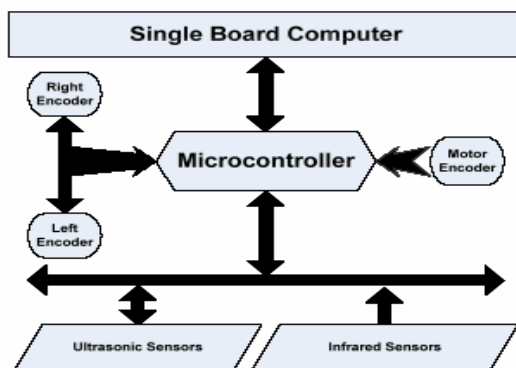 Single Board Computer
Right
Encoder
Microcontroller
Motor
Encoder
Left
Encoder
Ultrasonic Sensors
Infrared Sensors